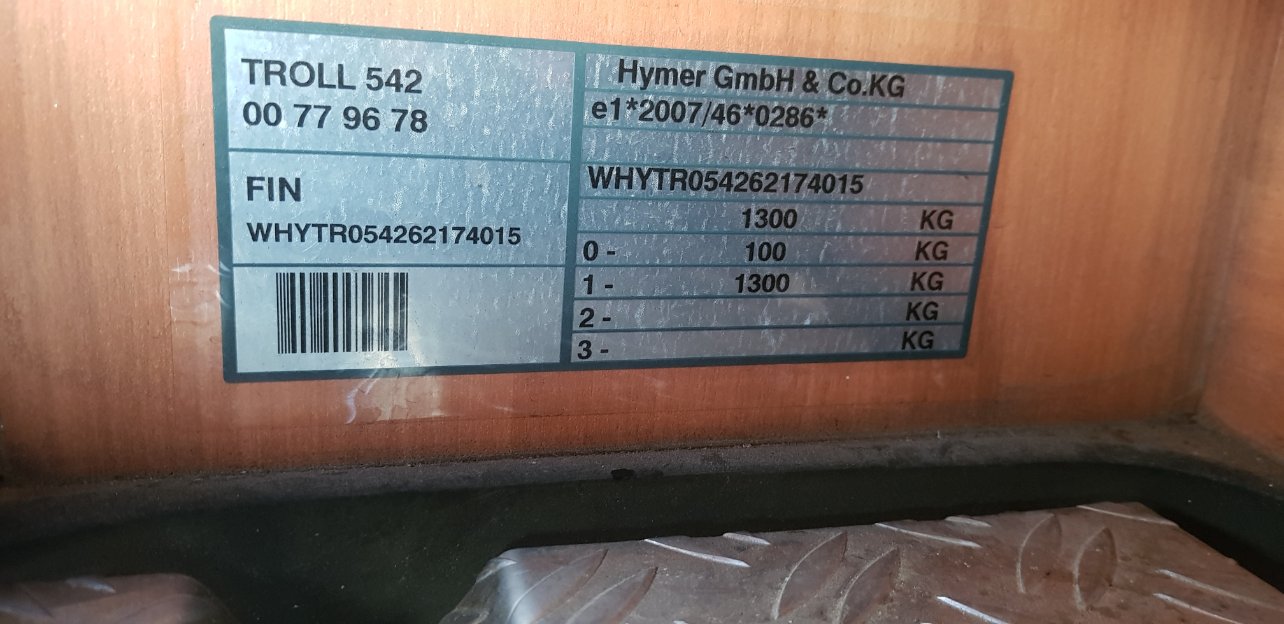 TROLL 542
00 77 96 78
FIN
WHYTR054262174015
Hymer GmbH & Co.KG
e1*2007/46*0286*
WHYTR054262174015
1300 KG
0 - 100 KG
1 - 1300 KG
2 - KG
3 - KG